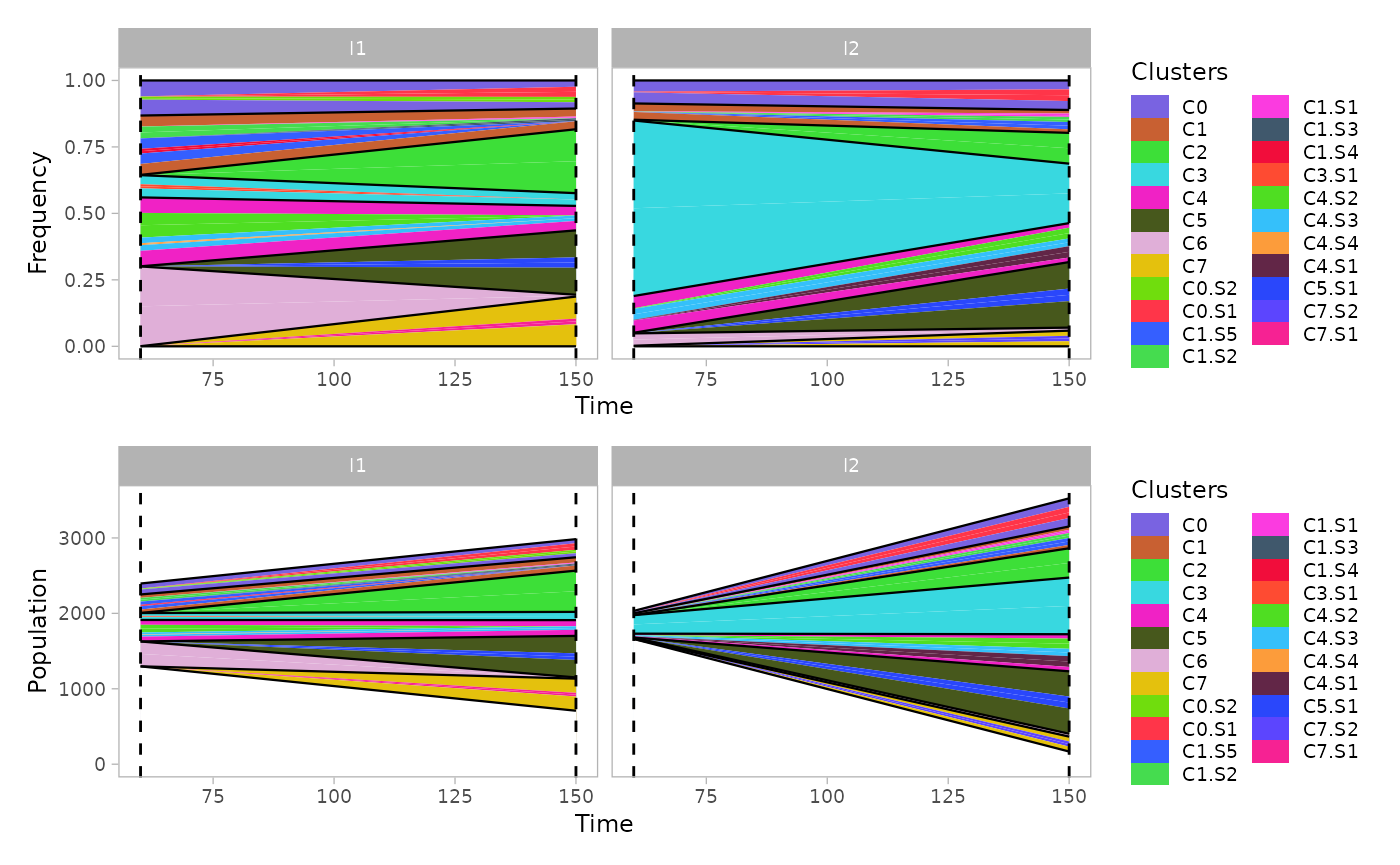 I1 I2
Clusters
1.00
0.75
0.50
0.25
0.00
Frequency
75 100 125 150 75 100 125 150
Time
C0 C1.S1
C1 C1.S3
C2 C1.S4
C3 C3.S1
C4 C4.S2
C5 C4.S3
C6 C4.S4
C7 C4.S1
C0.S2 C5.S1
C0.S1 C7.S2
C1.S5 C7.S1
C1.S2
I1 I2
Clusters
3000
2000
1000
0
Population
75 100 125 150 75 100 125 150
Time
C0 C1.S1
C1 C1.S3
C2 C1.S4
C3 C3.S1
C4 C4.S2
C5 C4.S3
C6 C4.S4
C7 C4.S1
C0.S2 C5.S1
C0.S1 C7.S2
C1.S5 C7.S1
C1.S2